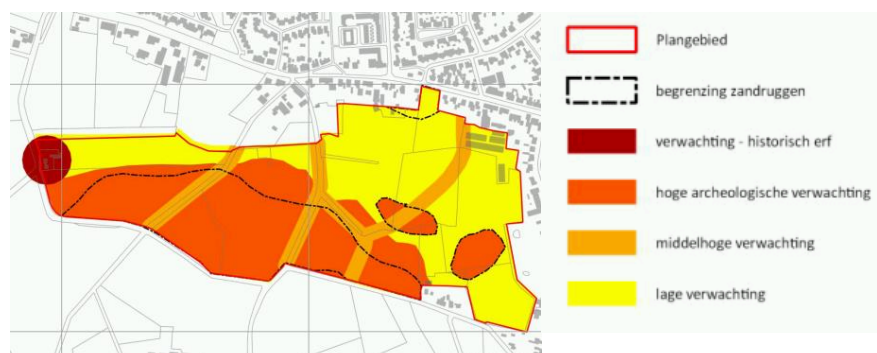 Plangebied
begrenzing zandruggen
verwachting - historisch erf
hoge archeologische verwachting
middelhoge verwachting
lage verwachting